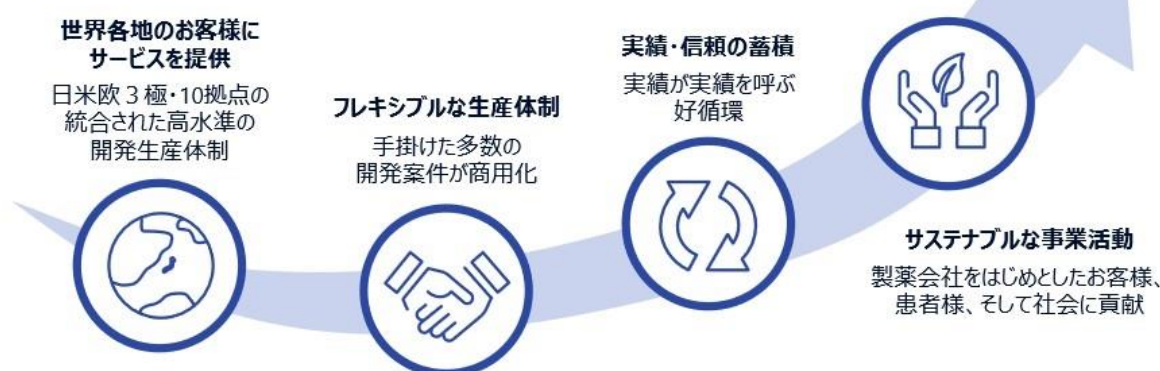 世界各地のお客様に
サービスを提供
日米欧3極・10拠点の
統合された高水準の
開発生産体制
フレキシブルな生産体制
手掛けた多数の
開発案件が商用化
実績・信頼の蓄積
実績が実績を呼ぶ
好循環
サステナブルな事業活動
製薬会社をはじめとしたお客様、
患者様、そして社会に貢献